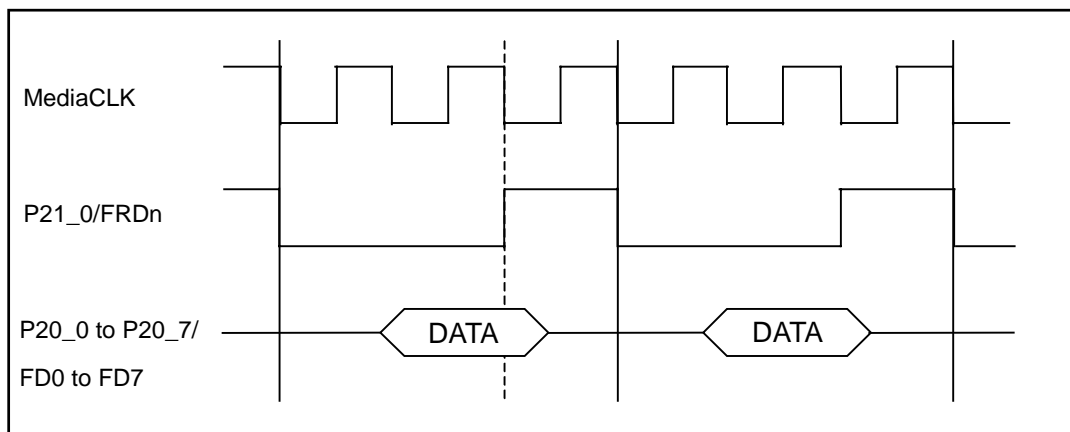 MediaCLK
P21_0/FRDn
P20_0 to P20_7/
FD0 to FD7
DATA
DATA